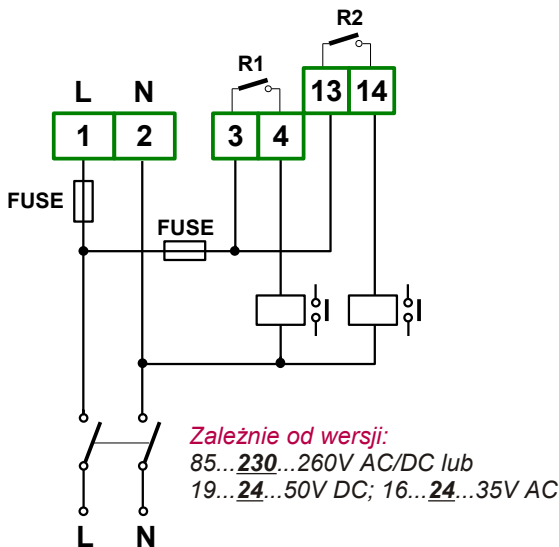 R2
R1
L N
13 14
1 2
3 4
FUSE
FUSE
Zależnie od wersji:
85...230...260V AC/DC lub
19...24...50V DC; 16...24...35V AC
L N